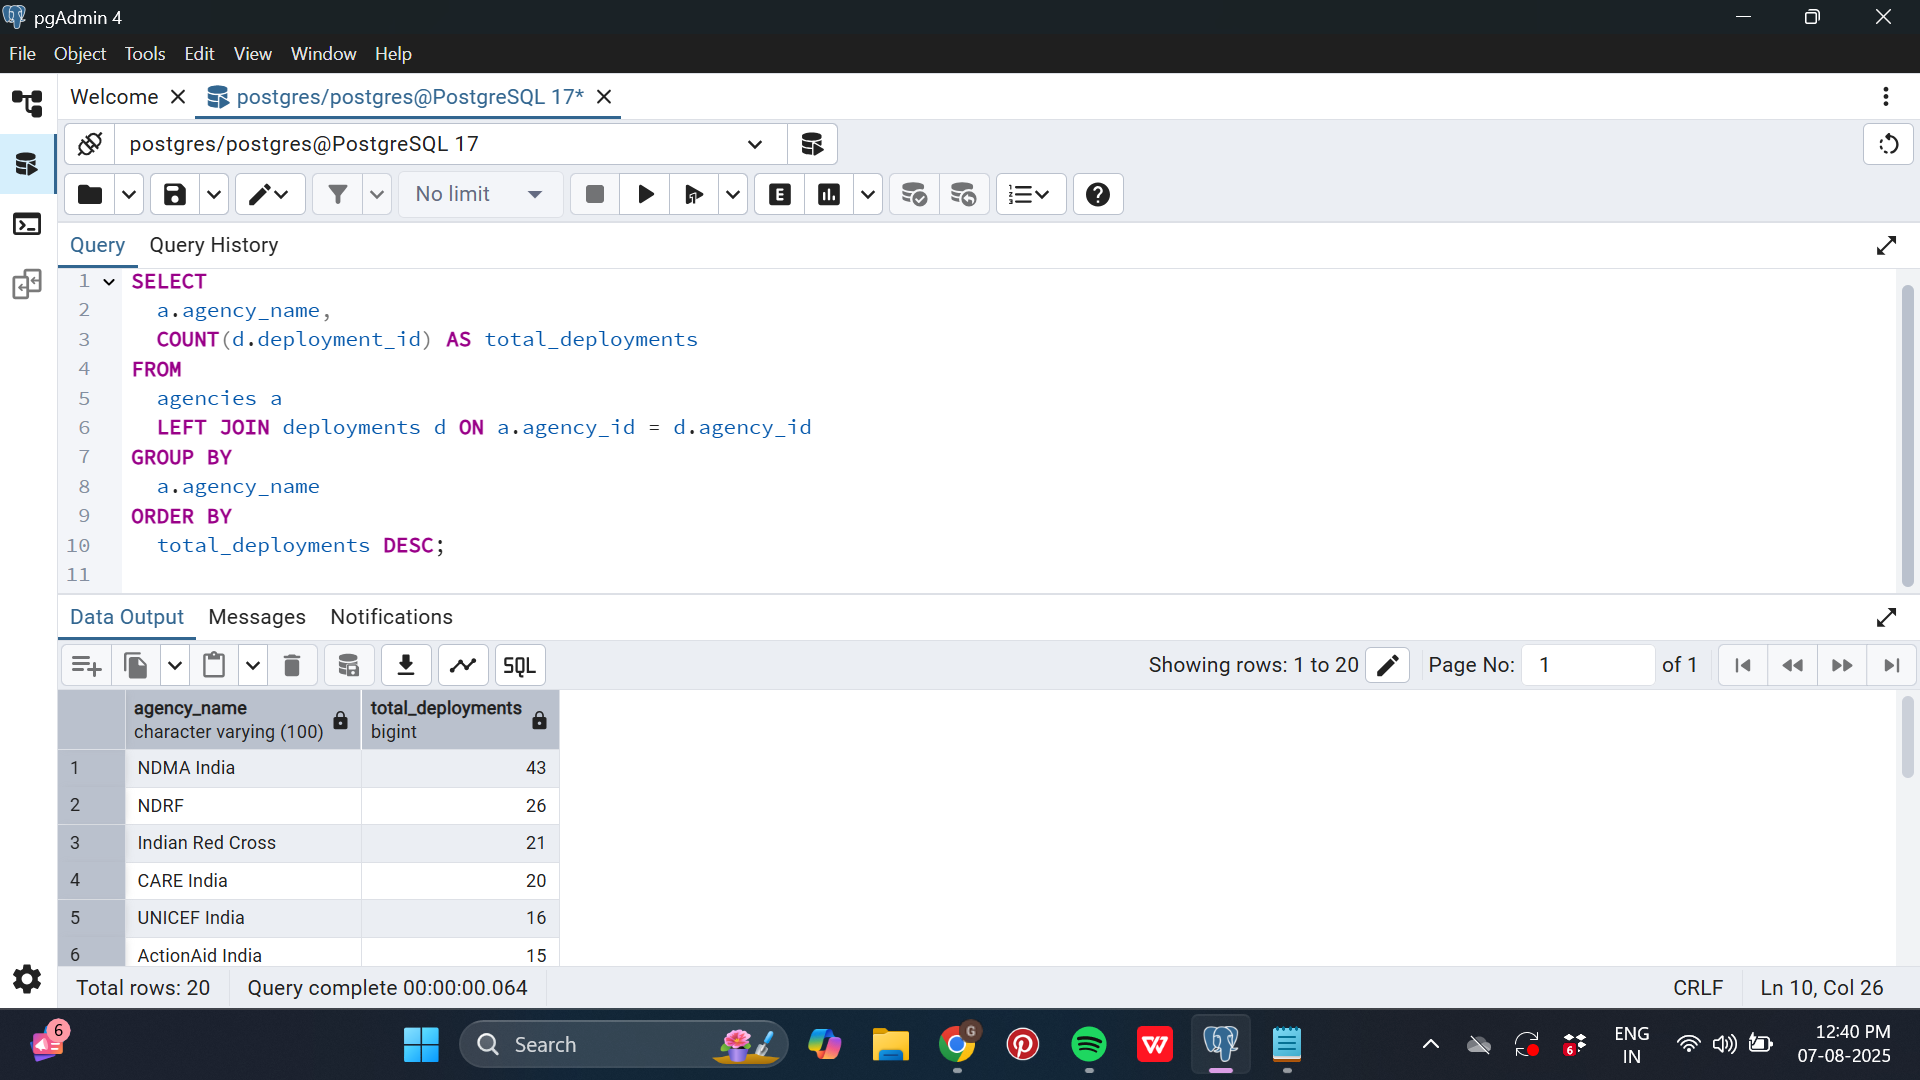 pgAdmin 4
File Object Tools Edit View Window Help
Welcome postgres/postgres@PostgreSQL 17*
postgres/postgres@PostgreSQL 17
No limit
E
Query Query History
1 SELECT
2 a.agency_name,
3 COUNT(d.deployment_id) AS total_deployments
4 FROM
5 agencies a
6 LEFT JOIN deployments d ON a.agency_id = d.agency_id
7 GROUP BY
8 a.agency_name
9 ORDER BY
10 total_deployments DESC;
11
Data Output Messages Notifications
SQL Showing rows: 1 to 20 Page No: 1 of 1
agency_name total_deployments
character varying (100) bigint
1 NDMA India 43
2 NDRF 26
3 Indian Red Cross 21
4 CARE India 20
5 UNICEF India 16
6 ActionAid India 15
Total rows: 20 Query complete 00:00:00.064 CRLF Ln 10, Col 26
6 Search G W 6 ENG 12:40 PM
IN 07-08-2025